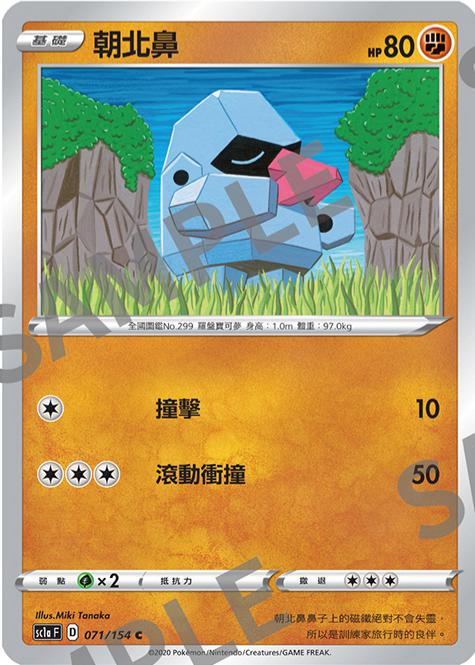 基礎 朝北鼻 HP 80
全國圖鑑No.299 羅盤寶可夢 身高：1.0m 體重：97.0kg
撞擊 10
滾動衝撞 50
弱點 ×2 抵抗力 撤退
Illus.Miki Tanaka
sc1a F D 071/154 C
朝北鼻鼻子上的磁鐵絕對不會失靈，
所以是訓練家旅行時的良伴。
©2020 Pokémon/Nintendo/Creatures/GAME FREAK.
SAMPLE
SAMPLE